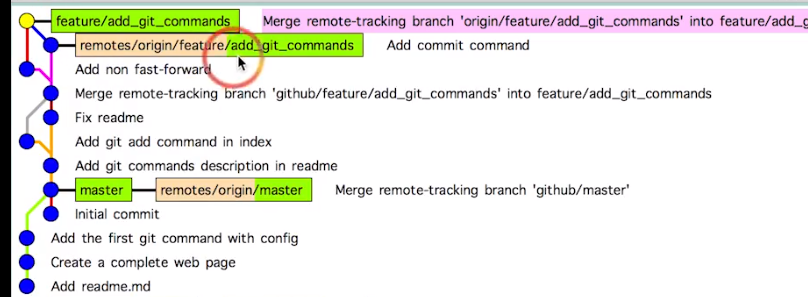 feature/add_git_commands Merge remote-tracking branch 'origin/feature/add_git_commands' into feature/add_g
remotes/origin/feature/add_git_commands Add commit command
Add non fast-forward
Merge remote-tracking branch 'github/feature/add_git_commands' into feature/add_git_commands
Fix readme
Add git add command in index
Add git commands description in readme
master remotes/origin/master Merge remote-tracking branch 'github/master'
Initial commit
Add the first git command with config
Create a complete web page
Add readme.md